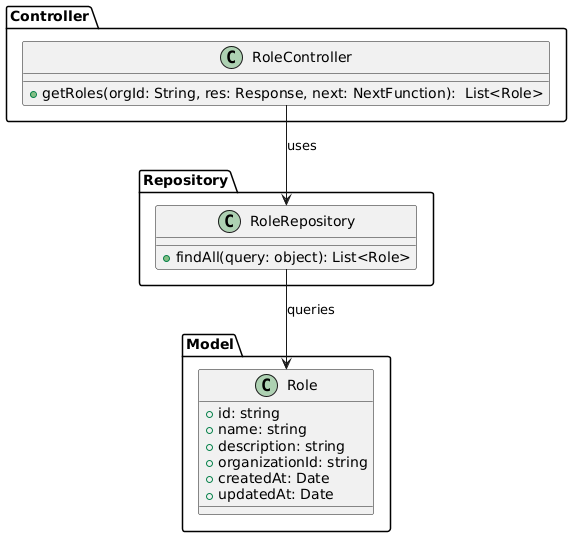 Controller
C RoleController
getRoles(orgId: String, res: Response, next: NextFunction):  List<Role>
uses
Repository
C RoleRepository
findAll(query: object): List<Role>
queries
Model
C Role
id: string
name: string
description: string
organizationId: string
createdAt: Date
updatedAt: Date